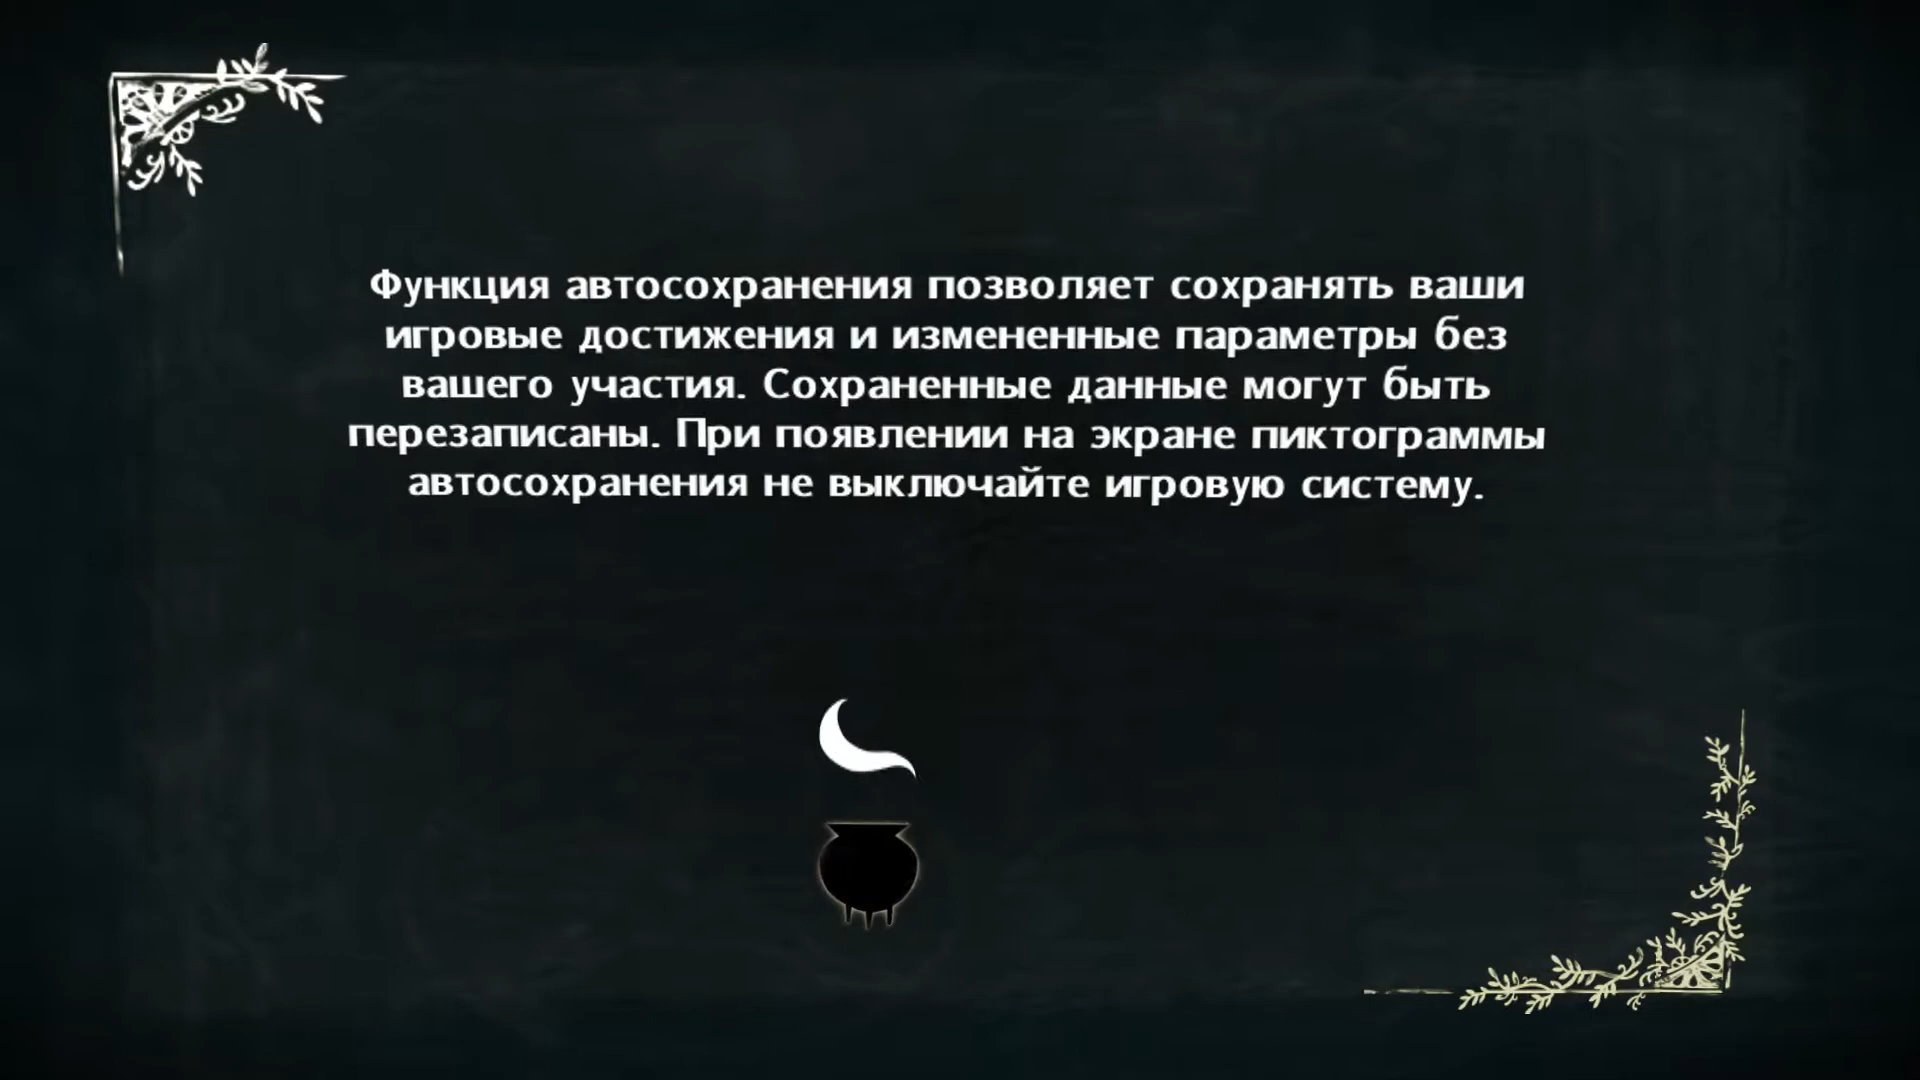 Функция автосохранения позволяет сохранять ваши
игровые достижения и измененные параметры без
вашего участия. Сохраненные данные могут быть
перезаписаны. При появлении на экране пиктограммы
автосохранения не выключайте игровую систему.